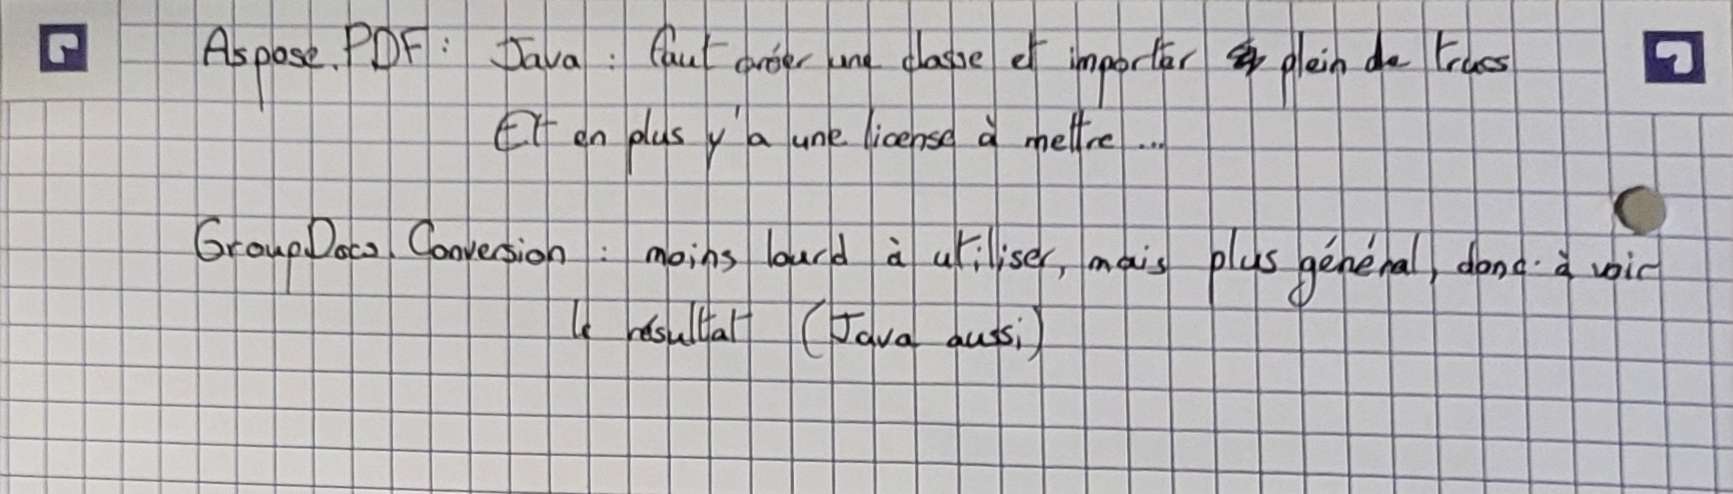 Aspose.PDF : Java : faut créer une classe et importer plein de trucs
Et en plus y'a une license à mettre...
GroupDocs.Conversion : moins lourd à utiliser, mais plus général, donc à voir
le résultat (Java aussi)